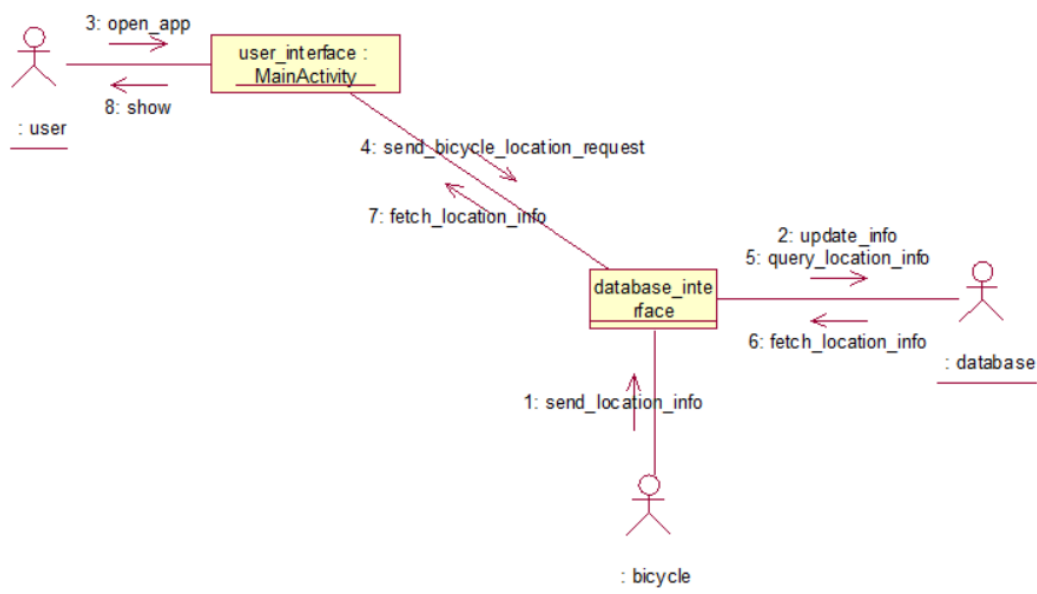 3: open_app
user_interface :
MainActivity
8: show
: user
4: send_bicycle_location_request
7: fetch_location_info
2: update_info
5: query_location_info
database_inte
rface
6: fetch_location_info
: database
1: send_location_info
: bicycle